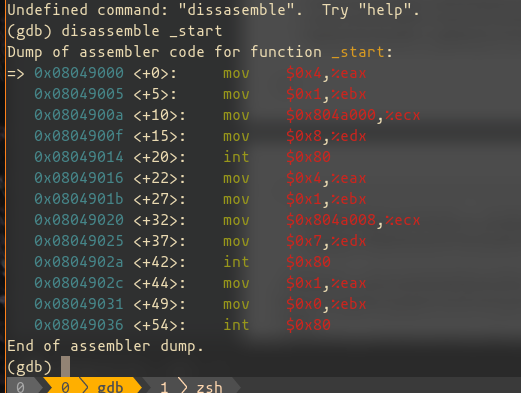 Undefined command: "dissasemble".  Try "help".
(gdb) disassemble _start
Dump of assembler code for function _start:
=> 0x08049000 <+0>:     mov    $0x4,%eax
   0x08049005 <+5>:     mov    $0x1,%ebx
   0x0804900a <+10>:    mov    $0x804a000,%ecx
   0x0804900f <+15>:    mov    $0x8,%edx
   0x08049014 <+20>:    int    $0x80
   0x08049016 <+22>:    mov    $0x4,%eax
   0x0804901b <+27>:    mov    $0x1,%ebx
   0x08049020 <+32>:    mov    $0x804a008,%ecx
   0x08049025 <+37>:    mov    $0x7,%edx
   0x0804902a <+42>:    int    $0x80
   0x0804902c <+44>:    mov    $0x1,%eax
   0x08049031 <+49>:    mov    $0x0,%ebx
   0x08049036 <+54>:    int    $0x80
End of assembler dump.
(gdb)
0 0 gdb 1 zsh